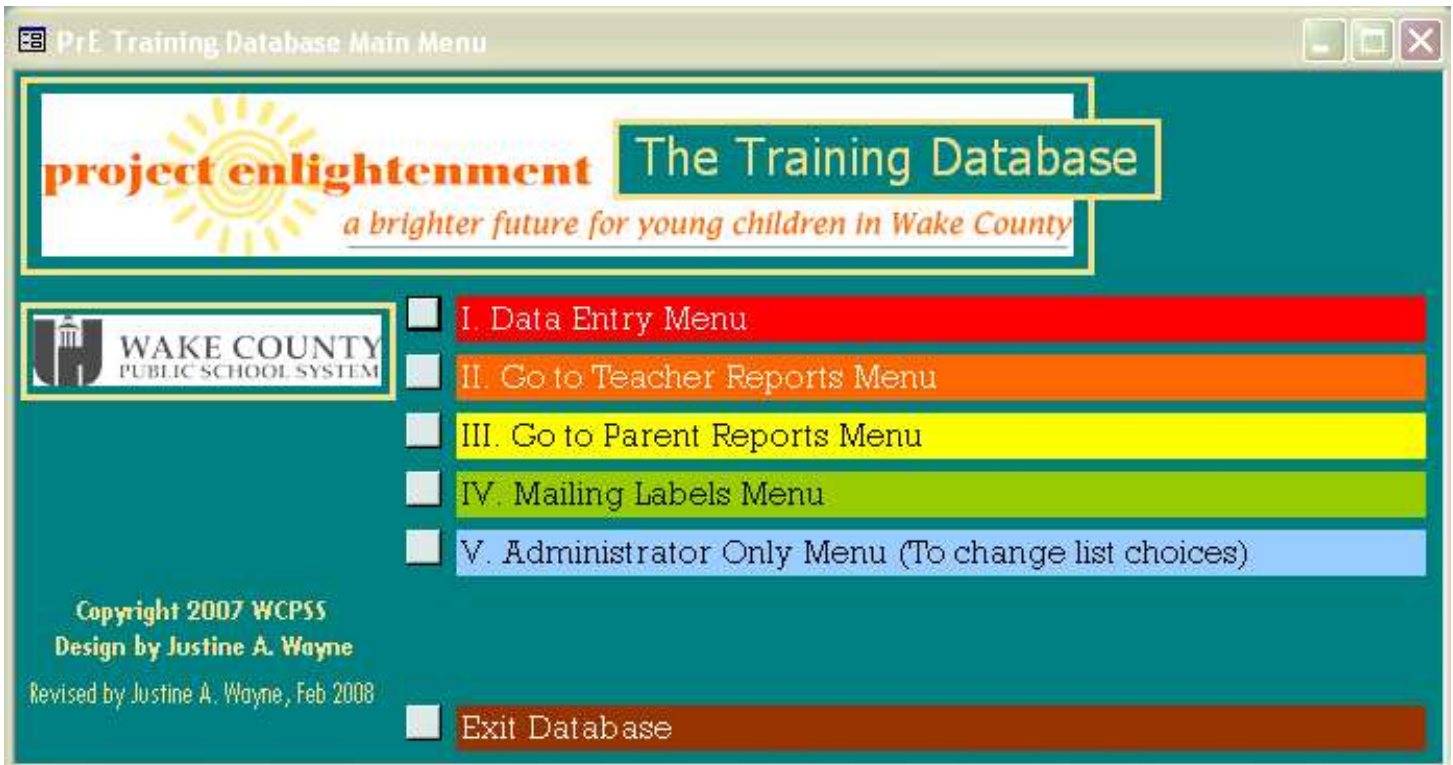 PrE Training Database Main Menu
project enlightenment
The Training Database
a brighter future for young children in Wake County
WAKE COUNTY
PUBLIC SCHOOL SYSTEM
I. Data Entry Menu
II. Go to Teacher Reports Menu
III. Go to Parent Reports Menu
IV. Mailing Labels Menu
V. Administrator Only Menu (To change list choices)
Copyright 2007 WCPSS
Design by Justine A. Wayne
Revised by Justine A. Wayne, Feb 2008
Exit Database